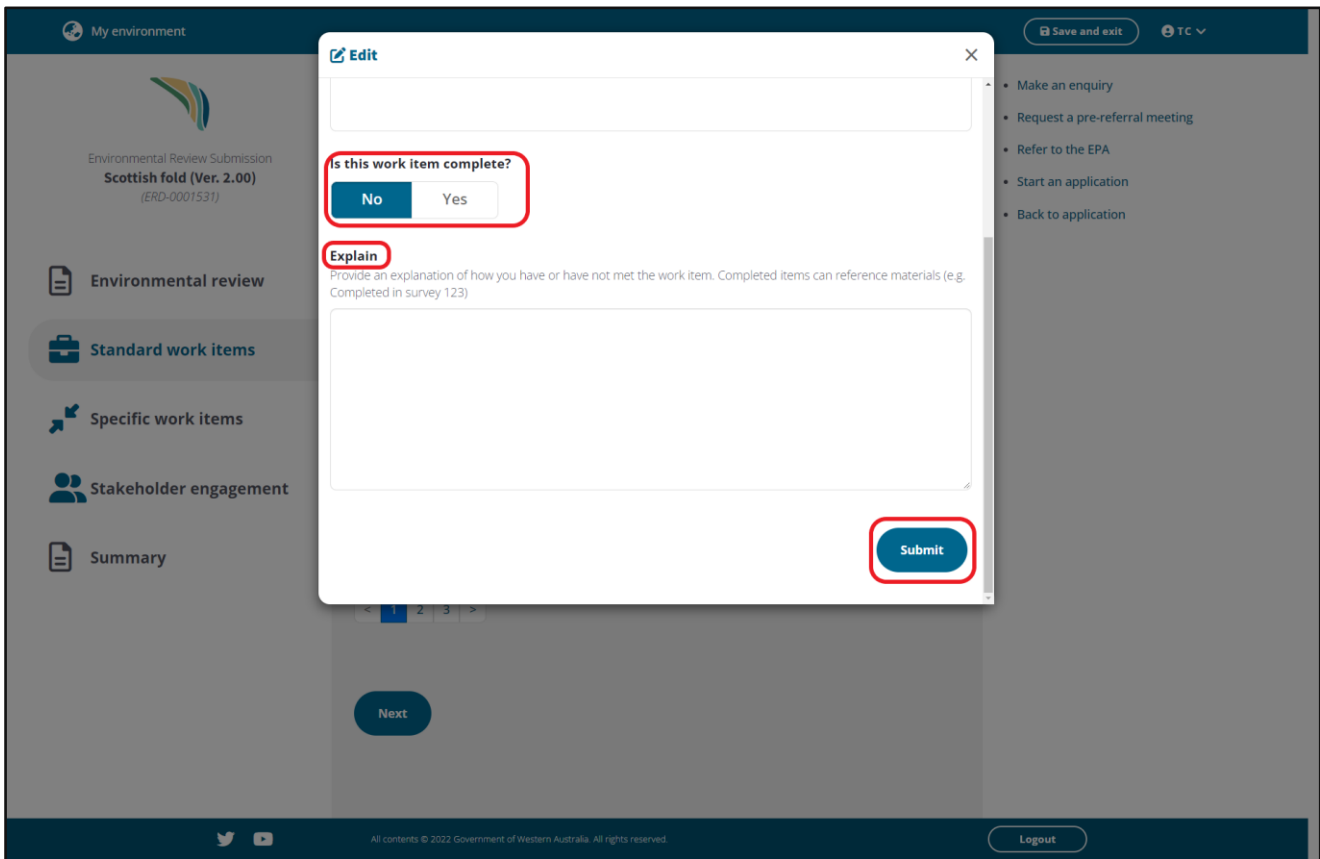 My environment
Save and exit
TC
Edit
Environmental Review Submission
Scottish fold (Ver. 2.00)
(ERD-0001531)
Environmental review
Standard work items
Specific work items
Stakeholder engagement
Summary
Is this work item complete?
No
Yes
Explain
Provide an explanation of how you have or have not met the work item. Completed items can reference materials (e.g.
Completed in survey 123)
Submit
< 1 2 3 >
Next
Make an enquiry
Request a pre-referral meeting
Refer to the EPA
Start an application
Back to application
All contents © 2022 Government of Western Australia. All rights reserved.
Logout